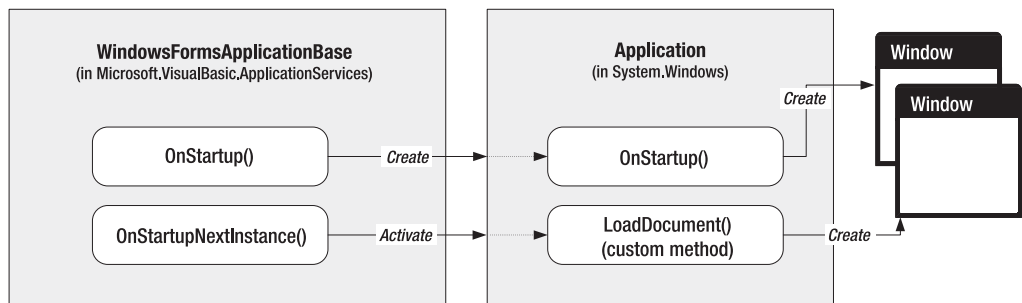 WindowsFormsApplicationBase
(in Microsoft.VisualBasic.ApplicationServices)
OnStartup()
Create
OnStartupNextInstance()
Activate
Application
(in System.Windows)
OnStartup()
Create
LoadDocument()
(custom method)
Create
Window
Window